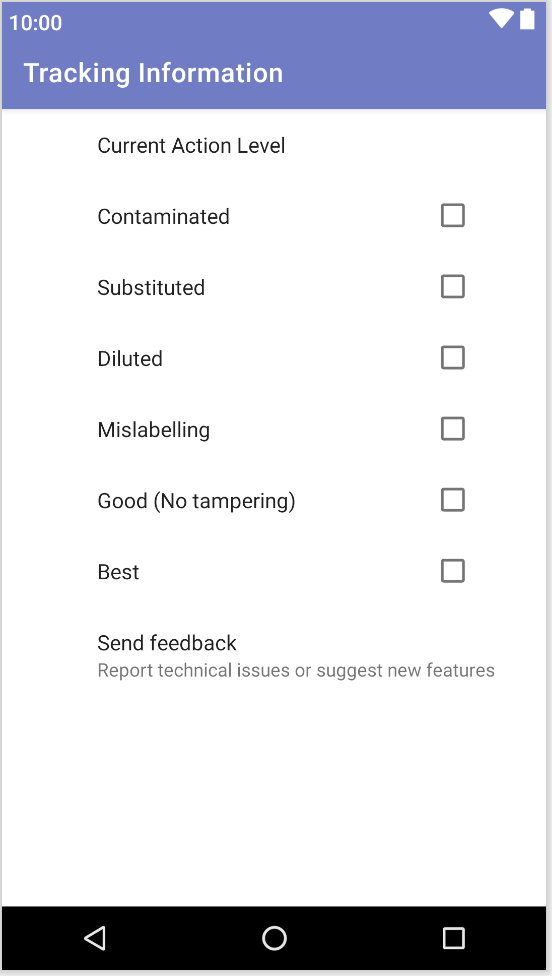 10:00
Tracking Information
Current Action Level
Contaminated
Substituted
Diluted
Mislabelling
Good (No tampering)
Best
Send feedback
Report technical issues or suggest new features